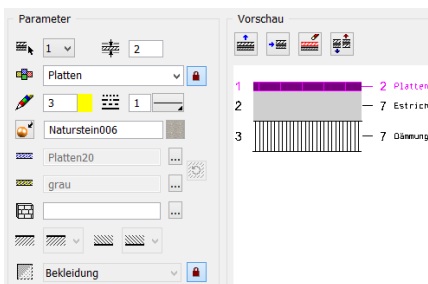 Parameter
1 2
Platten
3 1
Naturstein006
Platten20 ...
grau ...
...
Bekleidung
Vorschau
1 2 Platten
2 7 Estrich
3 7 Dämmung